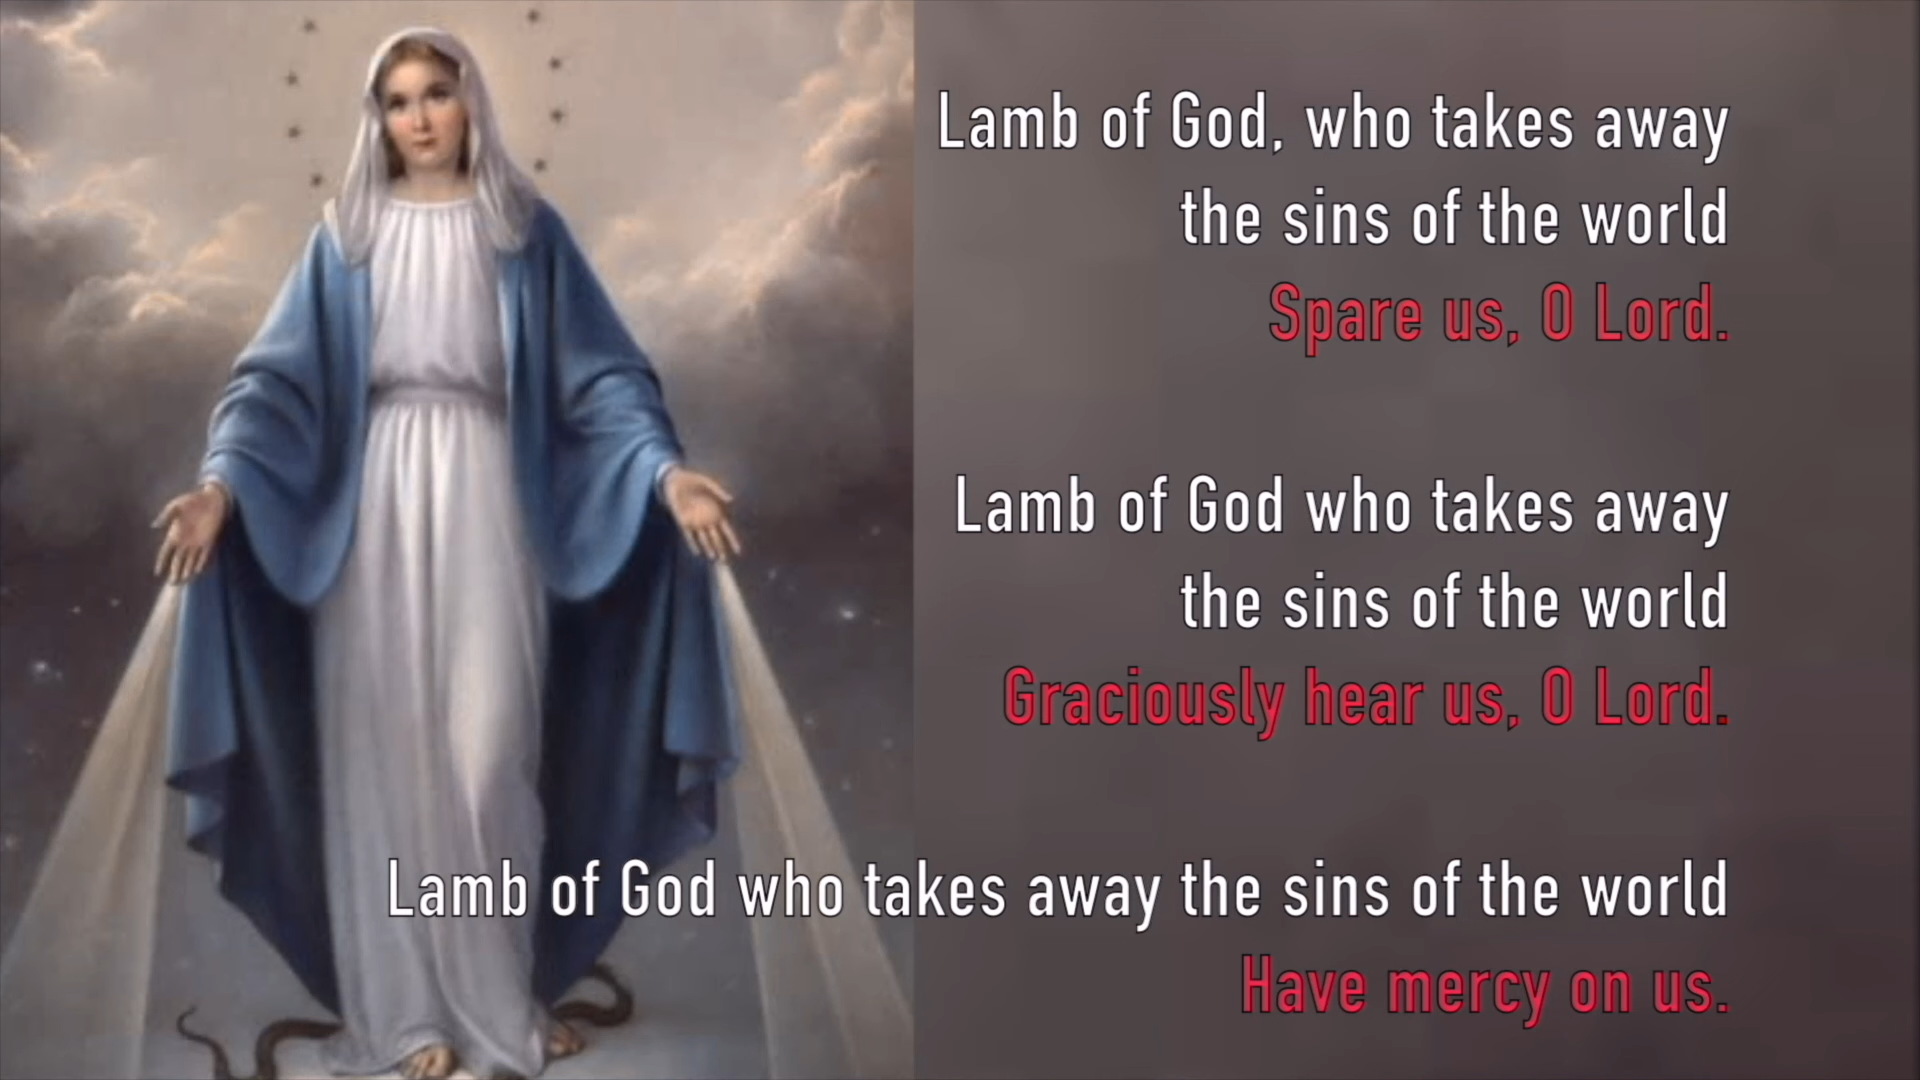 Lamb of God, who takes away
the sins of the world
Spare us, O Lord.
Lamb of God who takes away
the sins of the world
Graciously hear us, O Lord.
Lamb of God who takes away the sins of the world
Have mercy on us.